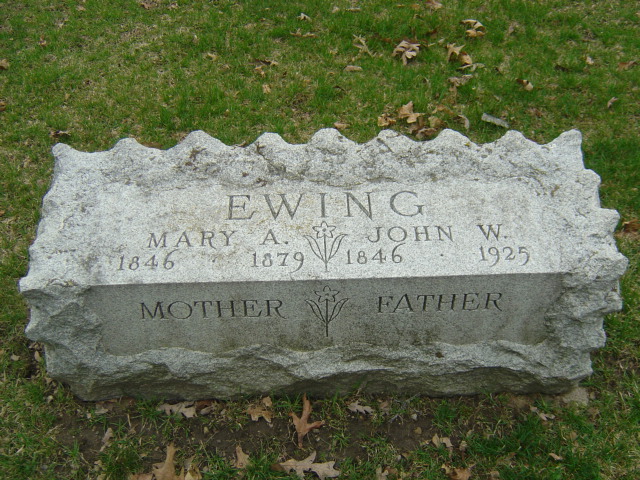 EWING
MARY A. JOHN W.
1846 · 1879 1846 · 1925
MOTHER FATHER